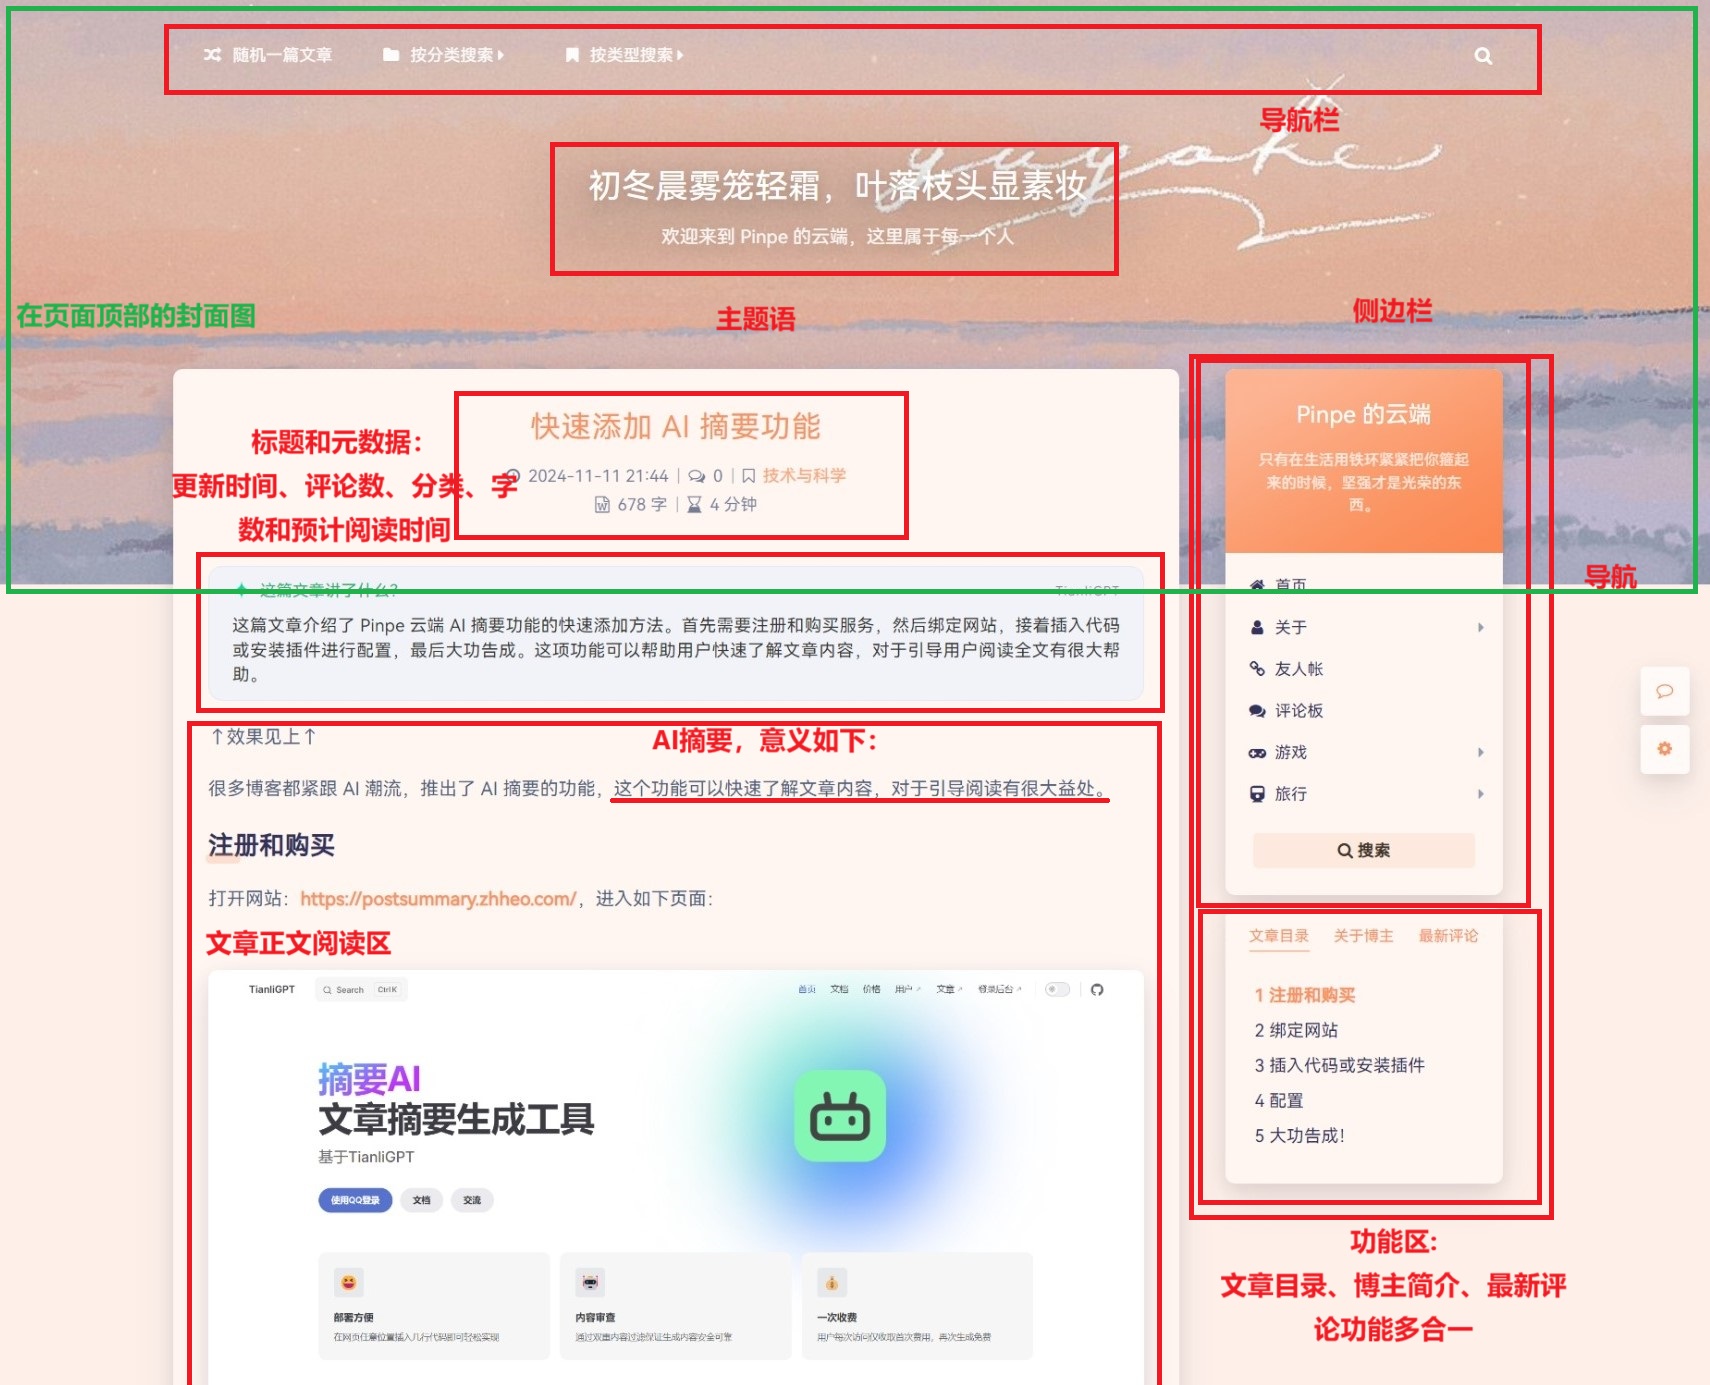 随机一篇文章 按分类搜索 按类型搜索
导航栏
yuyake
初冬晨雾笼轻霜，叶落枝头显素妆
欢迎来到 Pinpe 的云端，这里属于每一个人
在页面顶部的封面图
主题语
侧边栏
快速添加 AI 摘要功能
标题和元数据：
更新时间、评论数、分类、字
数和预计阅读时间
2024-11-11 21:44 | 0 | 技术与科学
678 字 | 4 分钟
这篇文章讲了什么？ TianliGPT
这篇文章介绍了 Pinpe 云端 AI 摘要功能的快速添加方法。首先需要注册和购买服务，然后绑定网站，接着插入代码
或安装插件进行配置，最后大功告成。这项功能可以帮助用户快速了解文章内容，对于引导用户阅读全文有很大帮
助。
↑效果见上↑
AI摘要，意义如下：
很多博客都紧跟 AI 潮流，推出了 AI 摘要的功能，这个功能可以快速了解文章内容，对于引导阅读有很大益处。
注册和购买
打开网站：https://postsummary.zhheo.com/，进入如下页面：
文章正文阅读区
TianliGPT Search Ctrl K 首页 文档 价格 用户 文章 登录后台
摘要AI
文章摘要生成工具
基于TianliGPT
使用QQ登录 文档 交流
部署方便
在网页任意位置插入几行代码即可轻松实现
内容审查
通过双重内容过滤保证生成内容安全可靠
一次收费
用户每次访问仅收取首次费用，再次生成免费
Pinpe 的云端
只有在生活用铁环紧紧把你箍起
来的时候，坚强才是光荣的东
西。
首页
导航
关于
友人帐
评论板
游戏
旅行
搜索
文章目录 关于博主 最新评论
1 注册和购买
2 绑定网站
3 插入代码或安装插件
4 配置
5 大功告成！
功能区:
文章目录、博主简介、最新评
论功能多合一